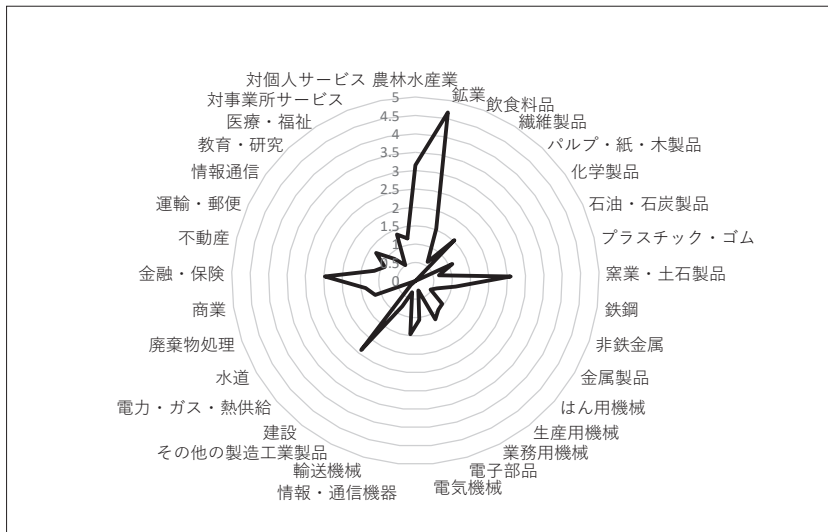 農林水産業
鉱業
飲食料品
繊維製品
パルプ・紙・木製品
化学製品
石油・石炭製品
プラスチック・ゴム
窯業・土石製品
鉄鋼
非鉄金属
金属製品
はん用機械
生産用機械
業務用機械
電子部品
電気機械
情報・通信機器
輸送機械
その他の製造工業製品
建設
電力・ガス・熱供給
水道
廃棄物処理
商業
金融・保険
不動産
運輸・郵便
情報通信
教育・研究
医療・福祉
対事業所サービス
対個人サービス
5
4.5
4
3.5
3
2.5
2
1.5
1
0.5
0